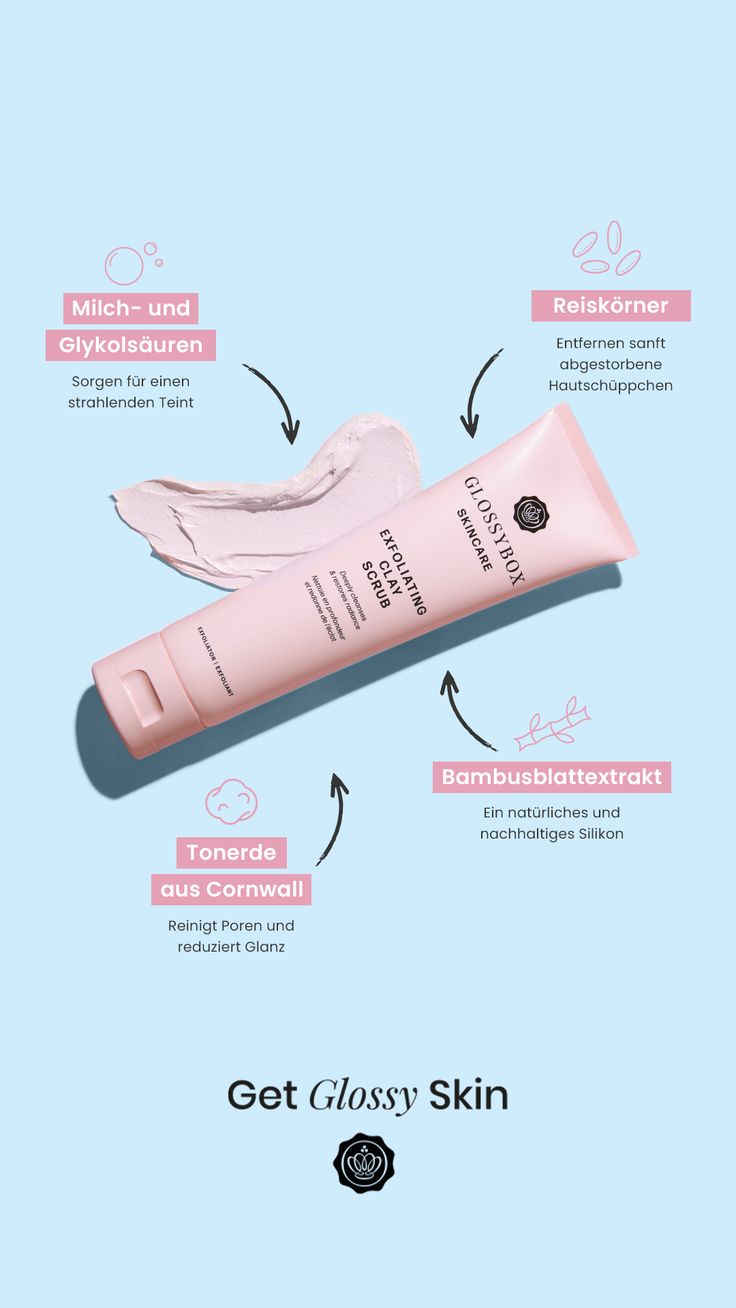 Milch- und
Glykolsäuren
Sorgen für einen
strahlenden Teint
Reiskörner
Entfernen sanft
abgestorbene
Hautschüppchen
GLOSSYBOX
SKINCARE
EXFOLIATING
CLAY
SCRUB
Deeply cleanses
& restores radiance
Nettoie en profondeur
et redonne de l'éclat
EXFOLIATOR | EXFOLIANT
Bambusblattextrakt
Ein natürliches und
nachhaltiges Silikon
Tonerde
aus Cornwall
Reinigt Poren und
reduziert Glanz
Get Glossy Skin